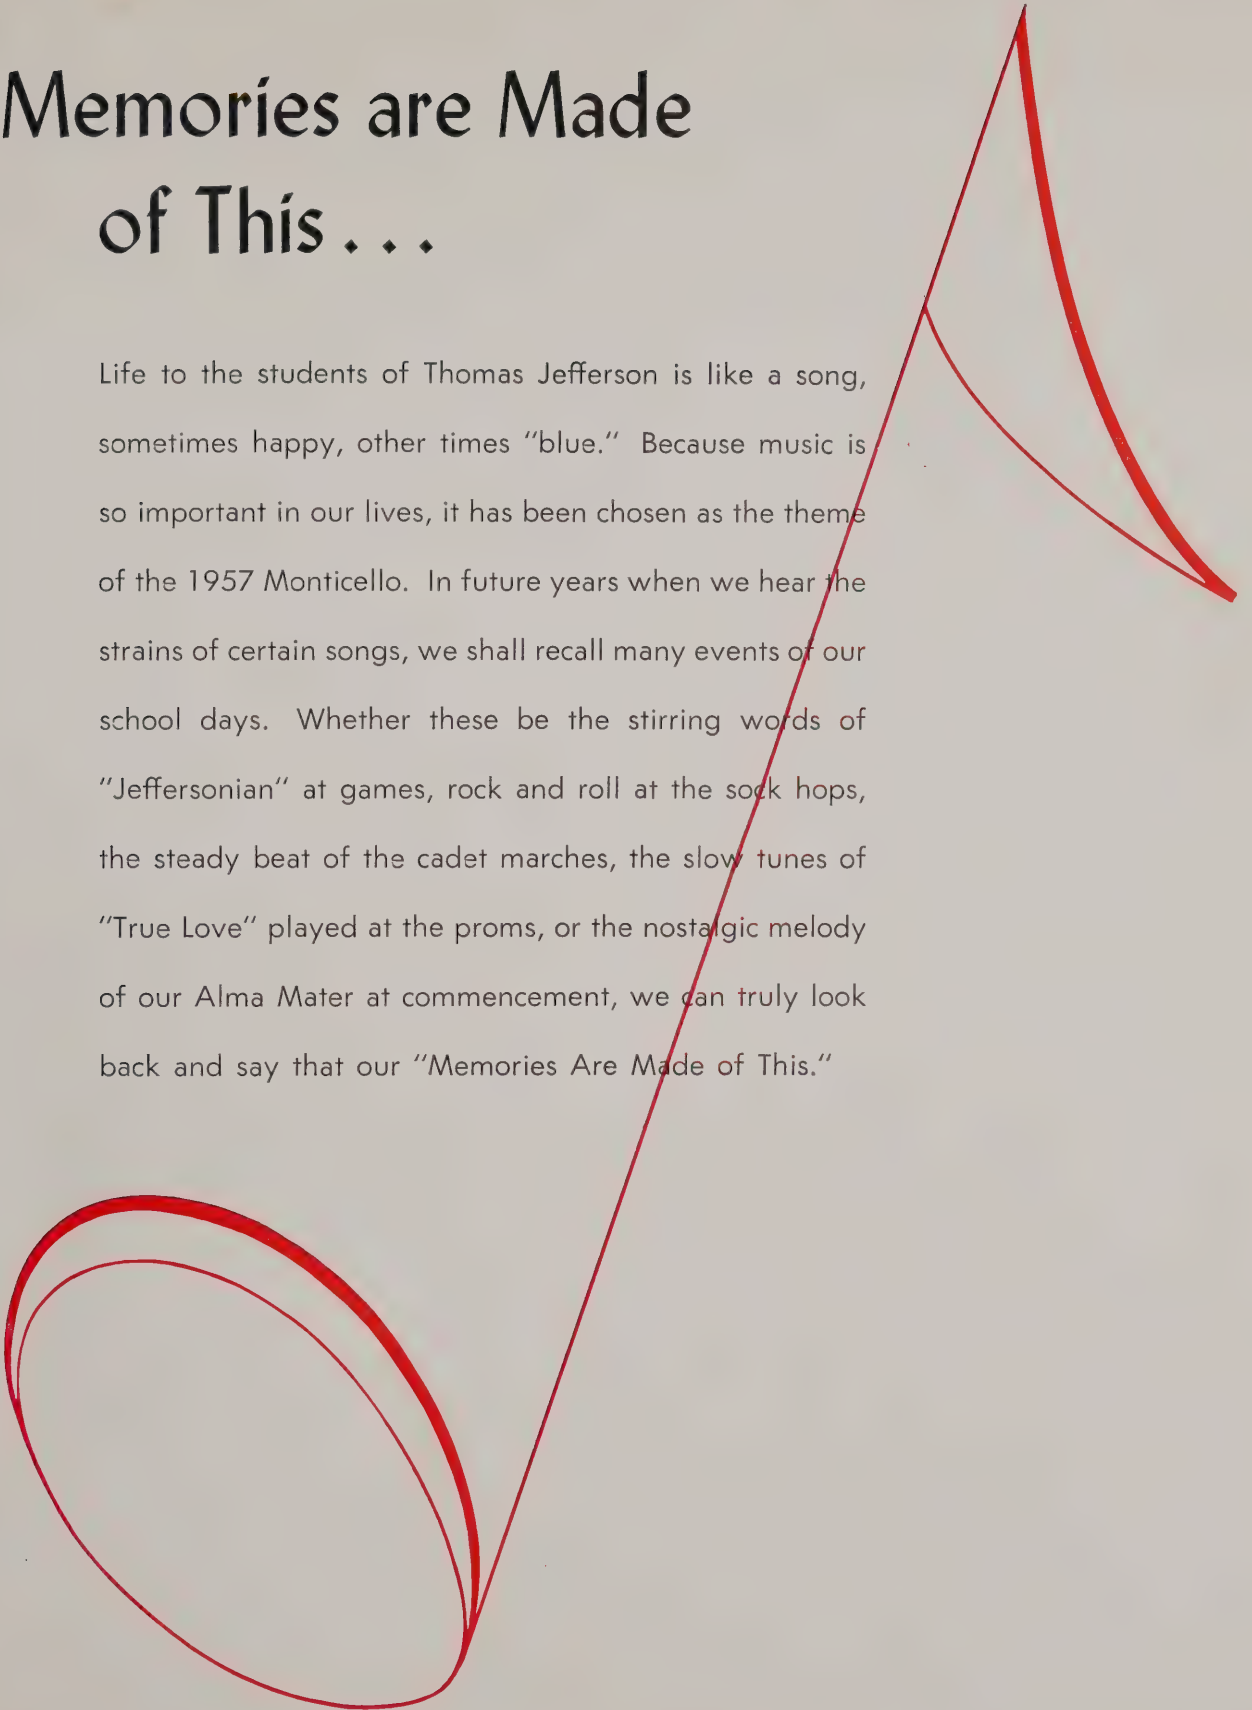 Memories are Made
of This . . .
Life to the students of Thomas Jefferson is like a song,
sometimes happy, other times "blue." Because music is
so important in our lives, it has been chosen as the theme
of the 1957 Monticello. In future years when we hear the
strains of certain songs, we shall recall many events of our
school days. Whether these be the stirring words of
"Jeffersonian" at games, rock and roll at the sock hops,
the steady beat of the cadet marches, the slow tunes of
"True Love" played at the proms, or the nostalgic melody
of our Alma Mater at commencement, we can truly look
back and say that our "Memories Are Made of This."